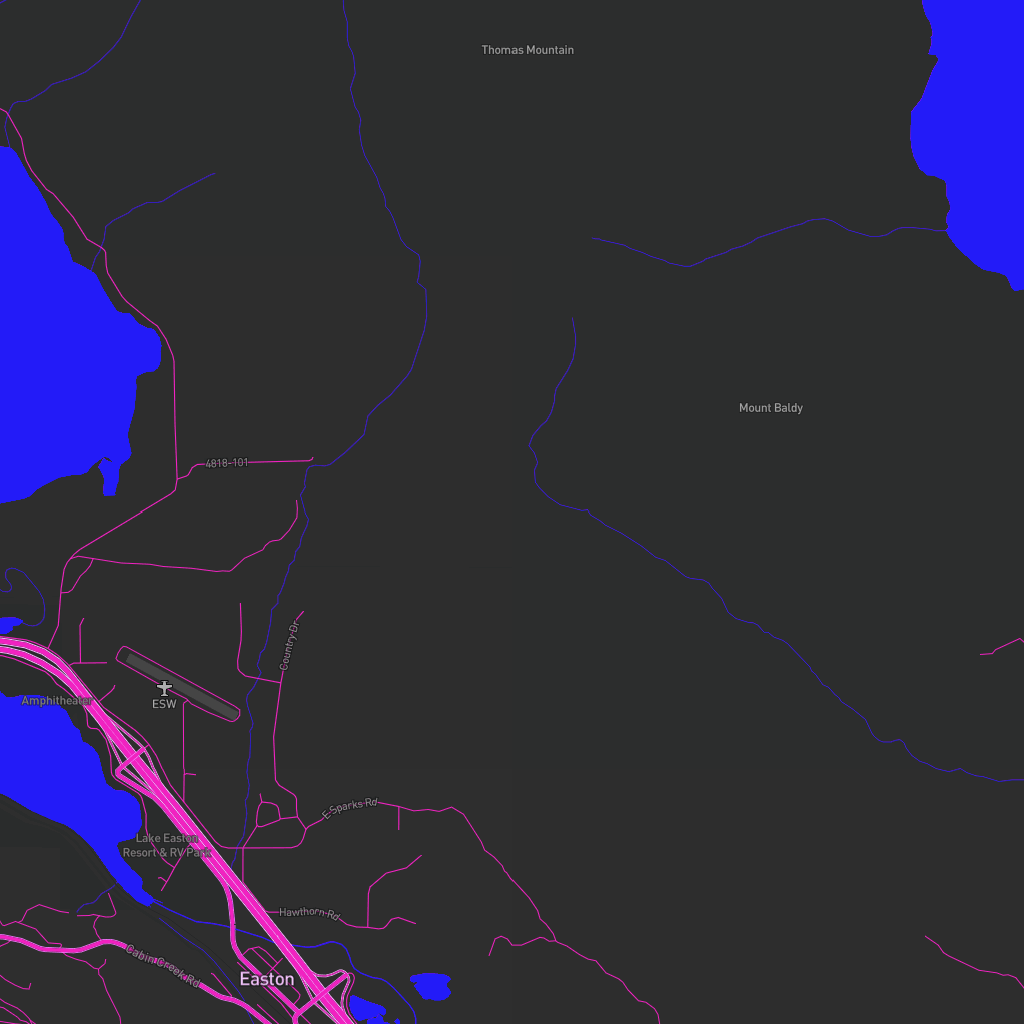 Thomas Mountain
Mount Baldy
4818-101
Country Dr
Amphitheater
ESW
E Sparks Rd
Lake Easton
Resort & RV Park
Hawthorn Rd
Cabin Creek Rd
Easton